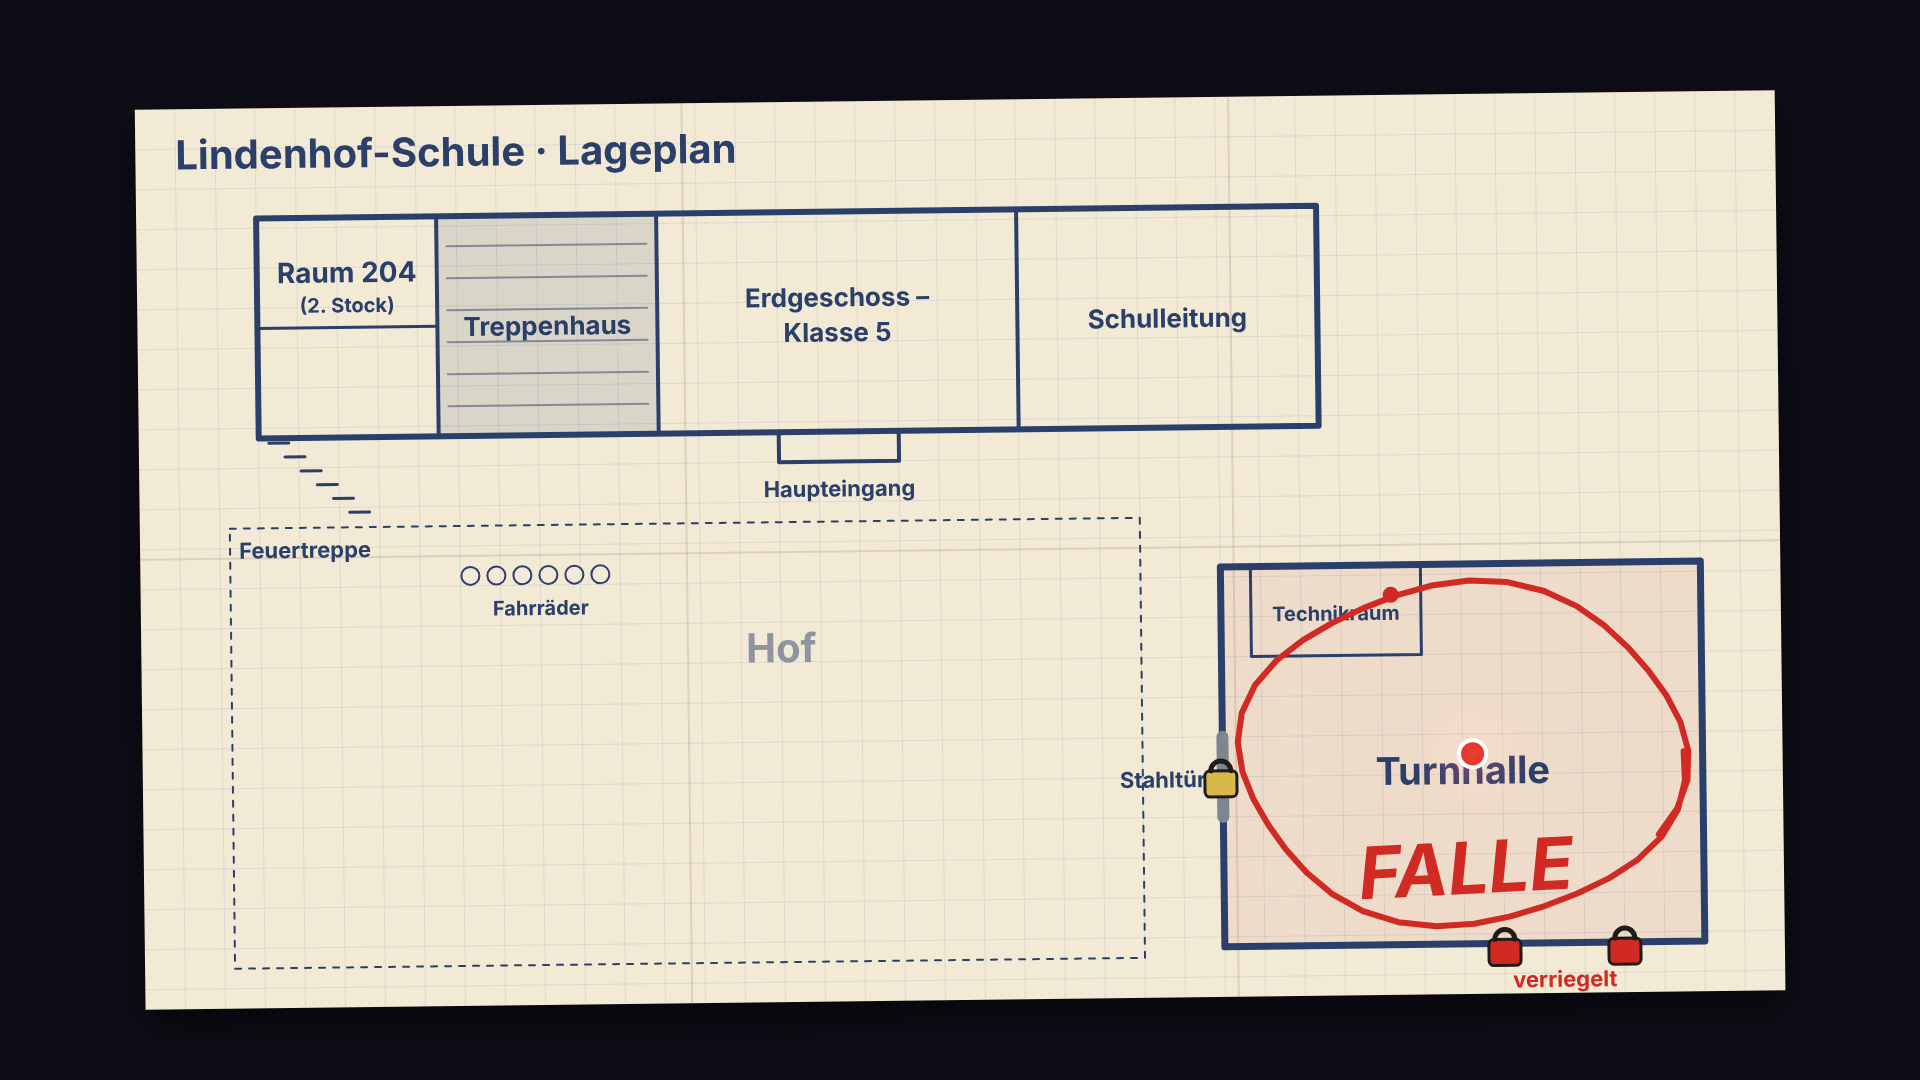 Lindenhof-Schule · Lageplan
Raum 204
(2. Stock)
Treppenhaus
Erdgeschoss –
Klasse 5
Schulleitung
Haupteingang
Feuertreppe
Fahrräder
Hof
Technikraum
Stahltür
Turnhalle
FALLE
verriegelt